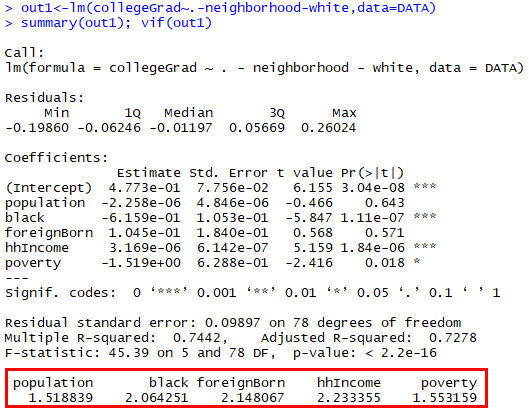 > out1<-lm(collegeGrad~.-neighborhood-white,data=DATA)
> summary(out1); vif(out1)
Call:
lm(formula = collegeGrad ~ . - neighborhood - white, data = DATA)
Residuals:
Min 1Q Median 3Q Max
-0.19860 -0.06246 -0.01197 0.05669 0.26024
Coefficients:
Estimate Std. Error t value Pr(>|t|)
(Intercept) 4.773e-01 7.756e-02 6.155 3.04e-08 ***
population -2.258e-06 4.846e-06 -0.466 0.643
black -6.159e-01 1.053e-01 -5.847 1.11e-07 ***
foreignBorn 1.045e-01 1.840e-01 0.568 0.571
hhIncome 3.169e-06 6.142e-07 5.159 1.84e-06 ***
poverty -1.519e+00 6.288e-01 -2.416 0.018 *
---
Signif. codes: 0 ‘***’ 0.001 ‘**’ 0.01 ‘*’ 0.05 ‘.’ 0.1 ‘ ’ 1
Residual standard error: 0.09897 on 78 degrees of freedom
Multiple R-squared: 0.7442, Adjusted R-squared: 0.7278
F-statistic: 45.39 on 5 and 78 DF, p-value: < 2.2e-16
population black foreignBorn hhIncome poverty
1.518839 2.064251 2.148067 2.233355 1.553159